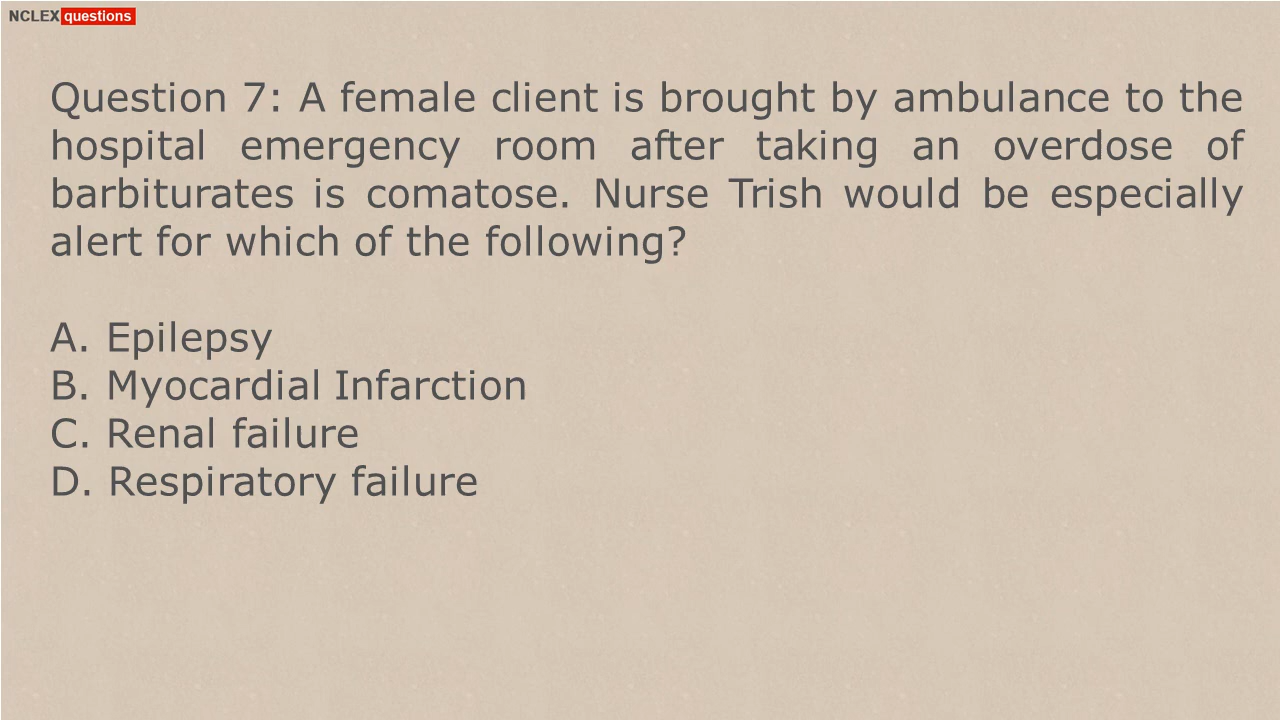 NCLEX questions
Question 7: A female client is brought by ambulance to the
hospital emergency room after taking an overdose of
barbiturates is comatose. Nurse Trish would be especially
alert for which of the following?
A. Epilepsy
B. Myocardial Infarction
C. Renal failure
D. Respiratory failure